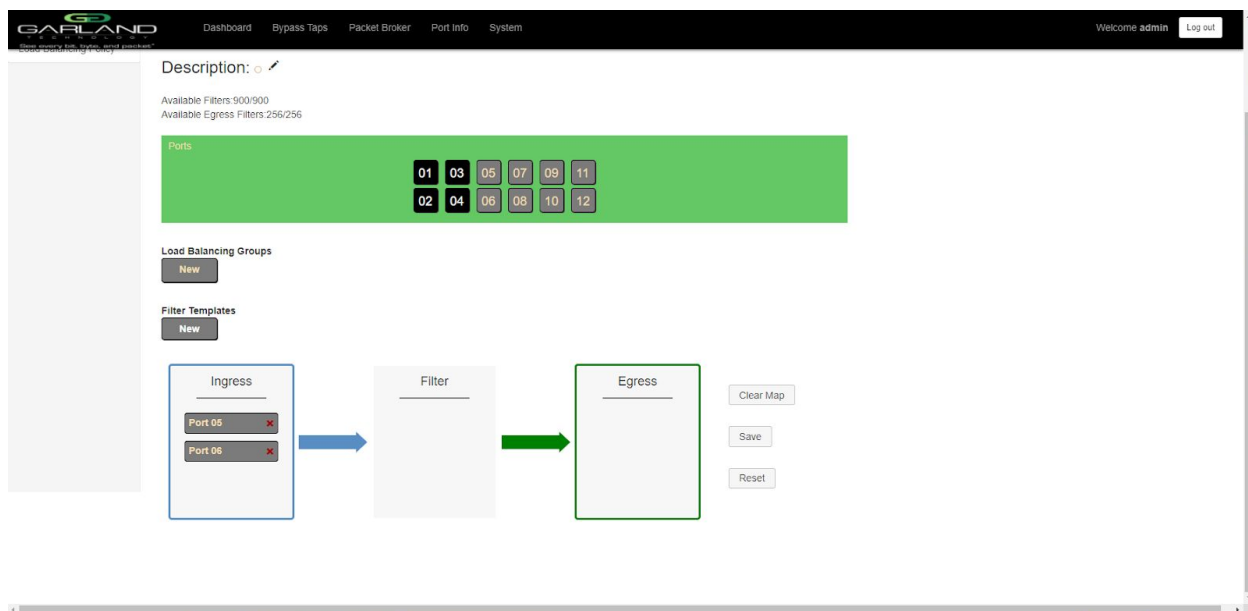 GARLAND
TECHNOLOGY
See every bit, byte, and packet®
Dashboard Bypass Taps Packet Broker Port Info System
Welcome admin Log out
Load Balancing Policy
Description:
Available Filters:900/900
Available Egress Filters:256/256
Ports
01 03 05 07 09 11
02 04 06 08 10 12
Load Balancing Groups
New
Filter Templates
New
Ingress Filter Egress
Port 05
Port 06
Clear Map
Save
Reset